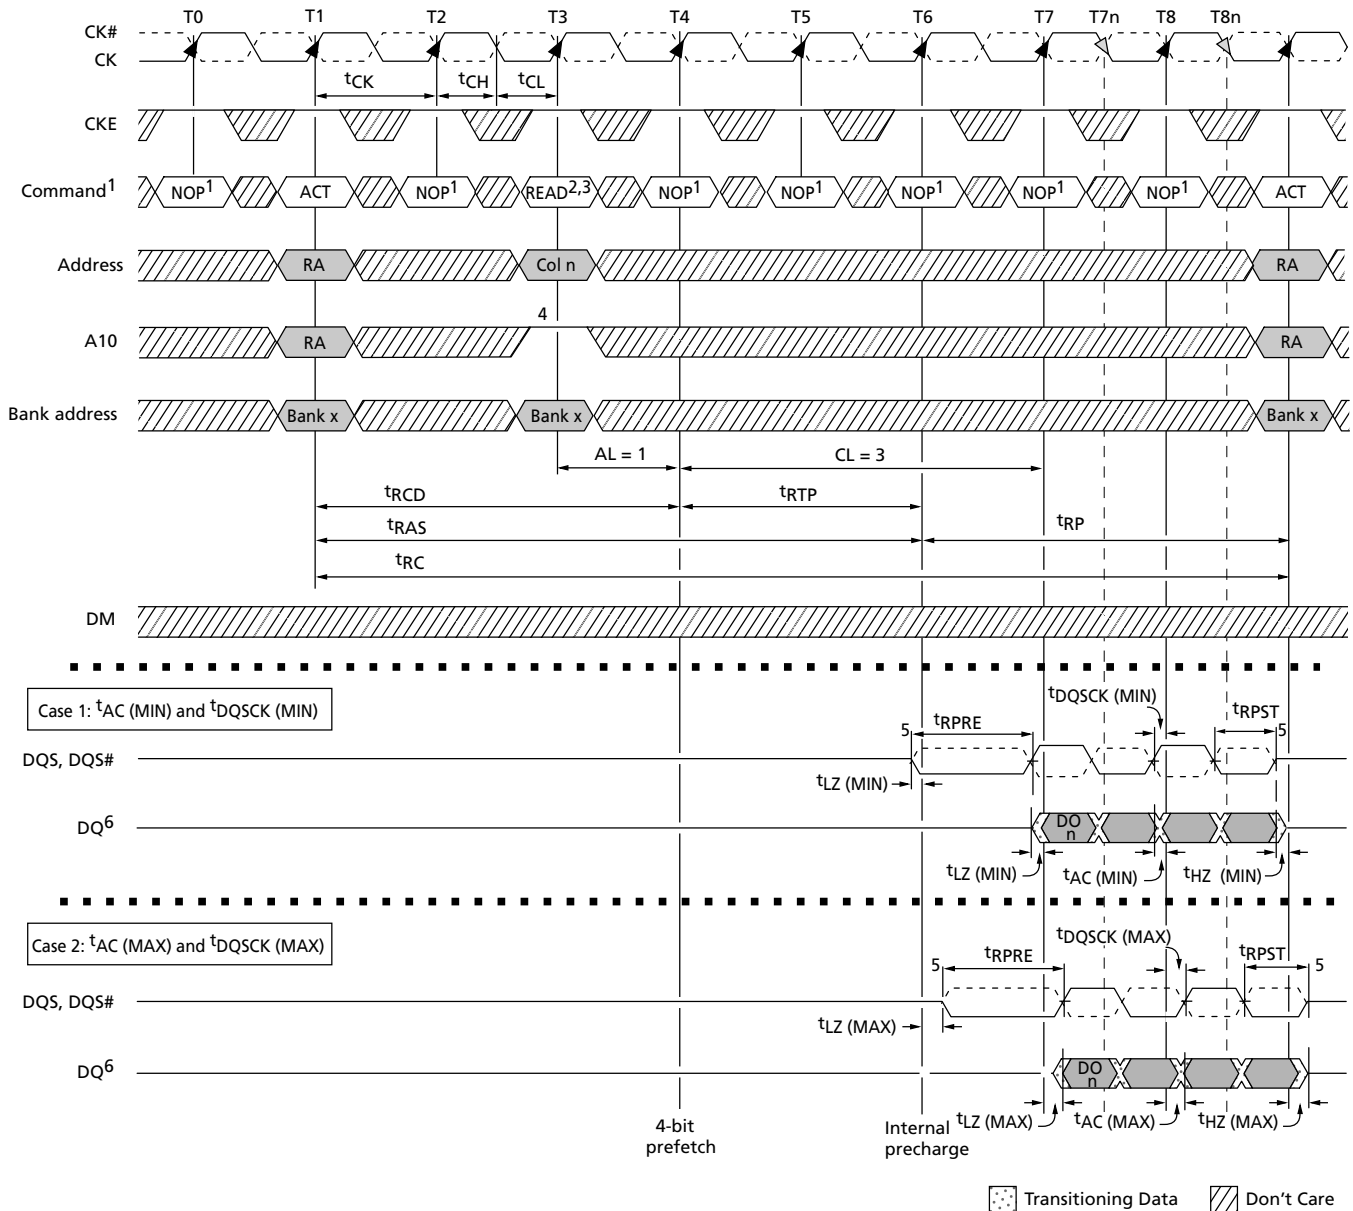 T0 T1 T2 T3 T4 T5 T6 T7 T7n T8 T8n
CK#
CK
tCK tCH tCL
CKE
Command1 NOP1 ACT NOP1 READ2,3 NOP1 NOP1 NOP1 NOP1 NOP1 ACT
Address RA Col n RA
4
A10 RA RA
Bank address Bank x Bank x Bank x
AL = 1 CL = 3
tRCD tRTP
tRAS tRP
tRC
DM
Case 1: tAC (MIN) and tDQSCK (MIN)
tDQSCK (MIN)
5 tRPRE tRPST 5
DQS, DQS#
tLZ (MIN)
DQ6 DO n
tLZ (MIN) tAC (MIN) tHZ (MIN)
Case 2: tAC (MAX) and tDQSCK (MAX)
tDQSCK (MAX)
5 tRPRE tRPST 5
DQS, DQS#
tLZ (MAX)
DQ6 DO n
tLZ (MAX) tAC (MAX) tHZ (MAX)
4-bit
prefetch
Internal
precharge
Transitioning Data Don't Care